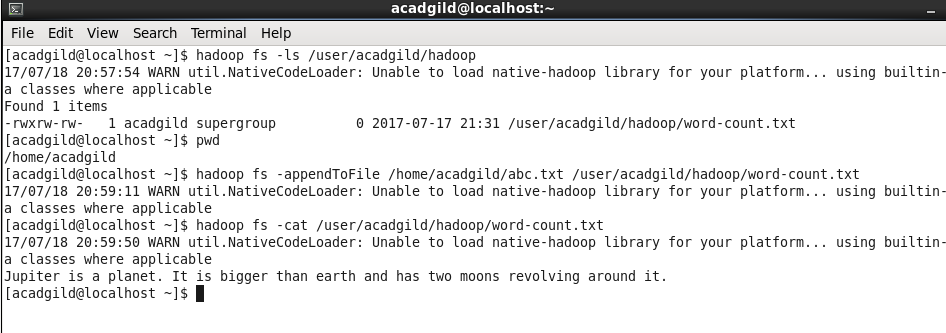 acadgild@localhost:~
File Edit View Search Terminal Help
[acadgild@localhost ~]$ hadoop fs -ls /user/acadgild/hadoop
17/07/18 20:57:54 WARN util.NativeCodeLoader: Unable to load native-hadoop library for your platform... using builtin-
a classes where applicable
Found 1 items
-rwxrw-rw-   1 acadgild supergroup          0 2017-07-17 21:31 /user/acadgild/hadoop/word-count.txt
[acadgild@localhost ~]$ pwd
/home/acadgild
[acadgild@localhost ~]$ hadoop fs -appendToFile /home/acadgild/abc.txt /user/acadgild/hadoop/word-count.txt
17/07/18 20:59:11 WARN util.NativeCodeLoader: Unable to load native-hadoop library for your platform... using builtin-
a classes where applicable
[acadgild@localhost ~]$ hadoop fs -cat /user/acadgild/hadoop/word-count.txt
17/07/18 20:59:50 WARN util.NativeCodeLoader: Unable to load native-hadoop library for your platform... using builtin-
a classes where applicable
Jupiter is a planet. It is bigger than earth and has two moons revolving around it.
[acadgild@localhost ~]$